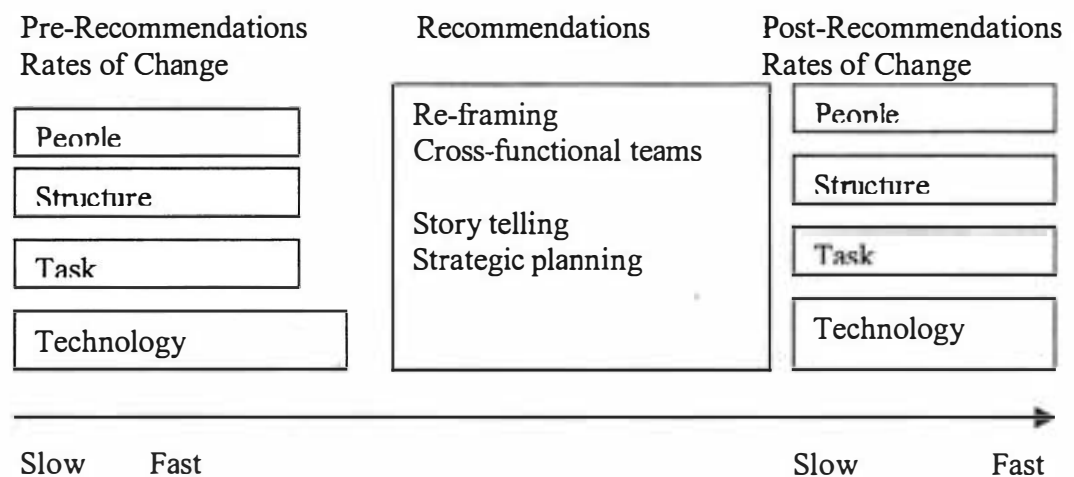 Pre-Recommendations
Rates of Change
Recommendations
Post-Recommendations
Rates of Change
People
Structure
Task
Technology
Re-framing
Cross-functional teams
Story telling
Strategic planning
People
Structure
Task
Technology
Slow Fast
Slow Fast